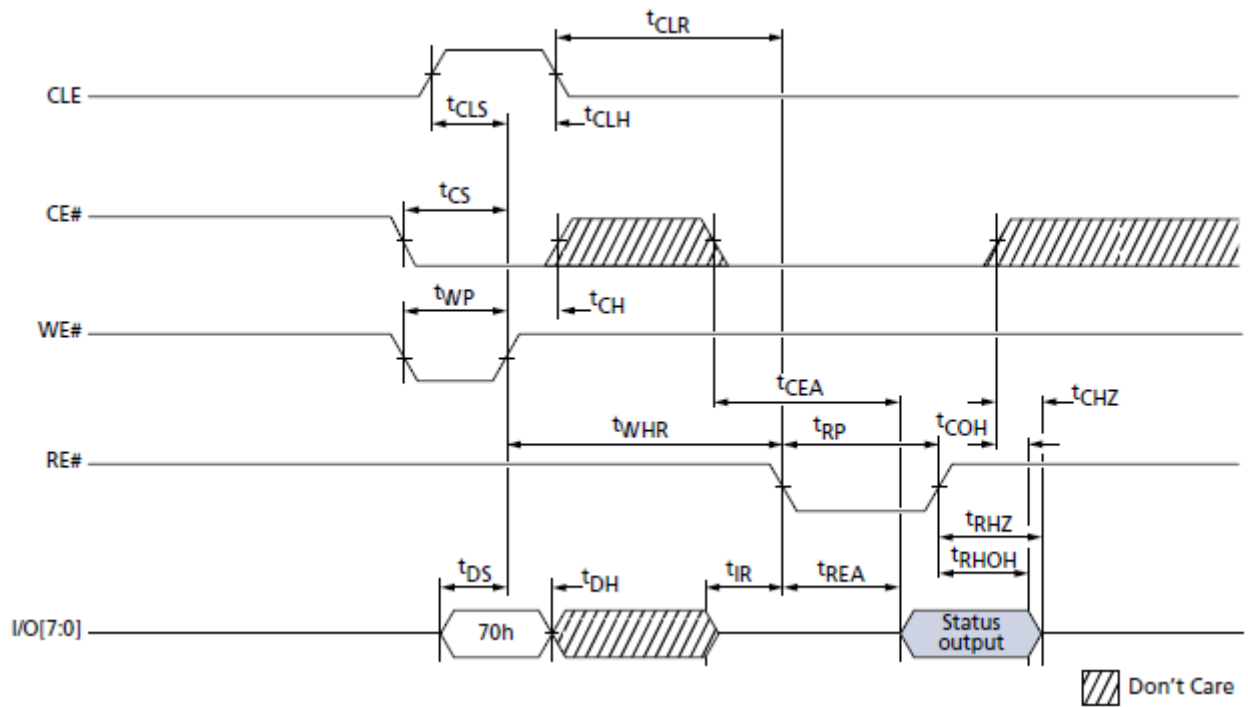 tCLR
CLE
tCLS
tCLH
tCS
CE#
tWP
tCH
WE#
tCEA
tCHZ
tWHR
tRP
tCOH
RE#
tRHZ
tRHOH
tDS
tDH
tIR
tREA
I/O[7:0]
70h
Status
output
Don't Care